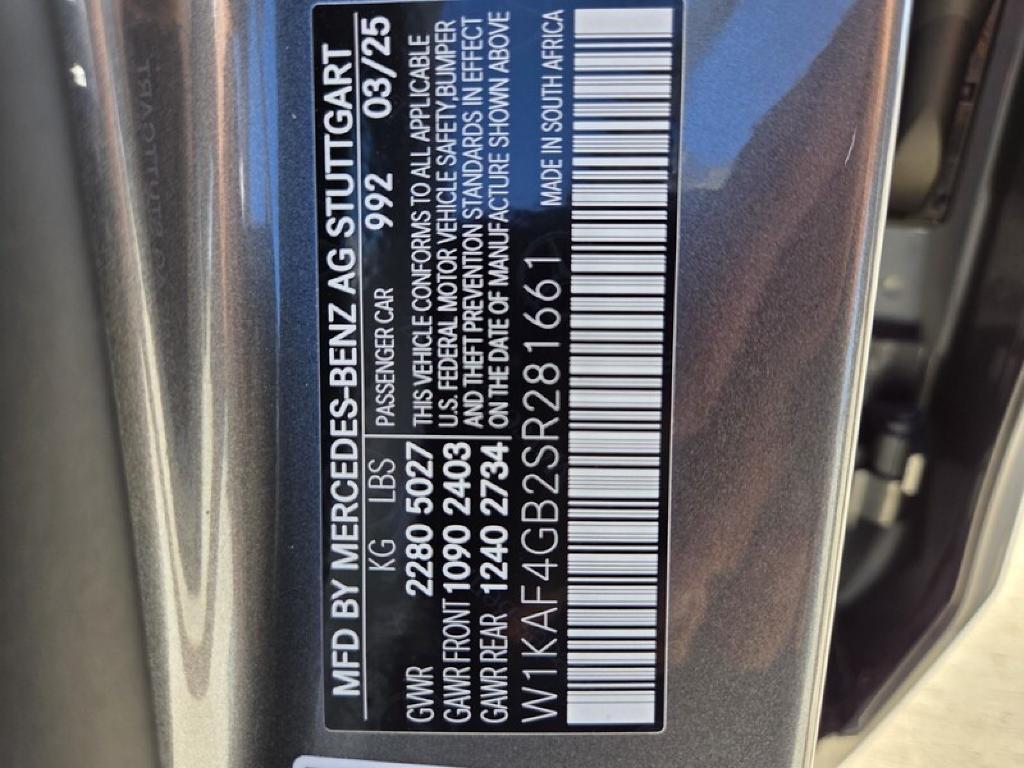 MFD BY MERCEDES-BENZ AG STUTTGART
KG LBS PASSENGER CAR 992 03/25
GVWR 2280 5027 THIS VEHICLE CONFORMS TO ALL APPLICABLE
GAWR FRONT 1090 2403 U.S. FEDERAL MOTOR VEHICLE SAFETY, BUMPER
GAWR REAR 1240 2734 AND THEFT PREVENTION STANDARDS IN EFFECT
ON THE DATE OF MANUFACTURE SHOWN ABOVE
W1KAF4GB2SR281661 MADE IN SOUTH AFRICA